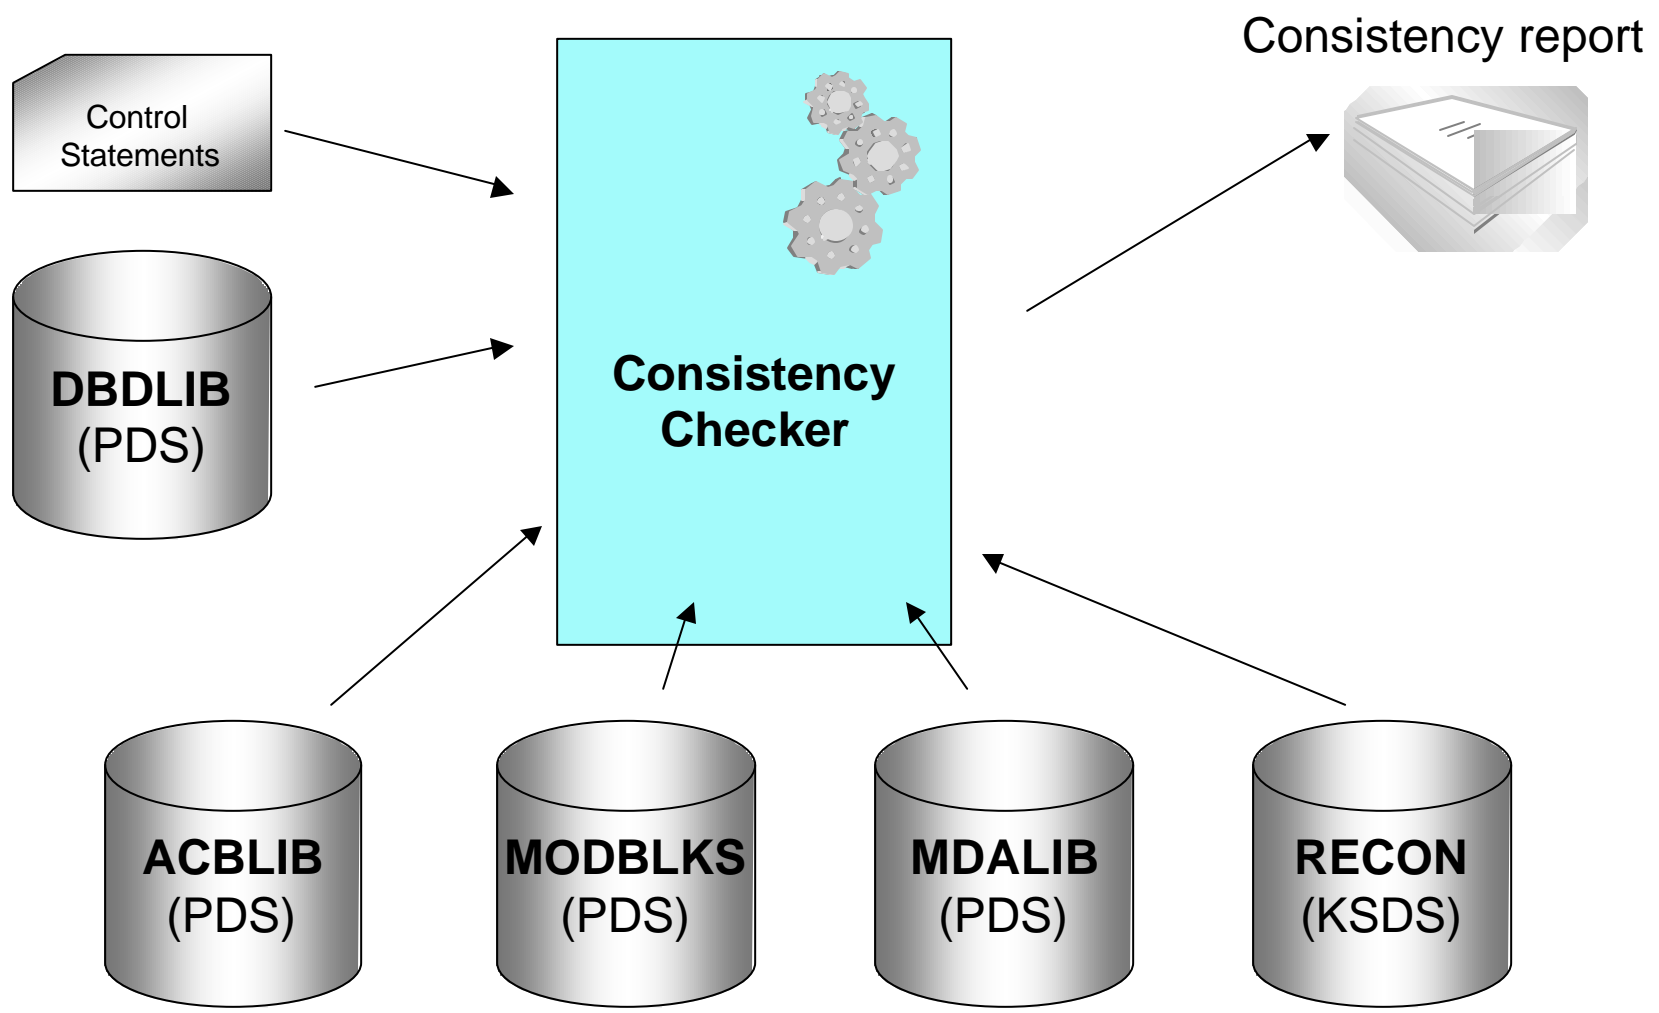 Consistency report
Control
Statements
DBDLIB
(PDS)
Consistency
Checker
ACBLIB
(PDS)
MODBLKS
(PDS)
MDALIB
(PDS)
RECON
(KSDS)